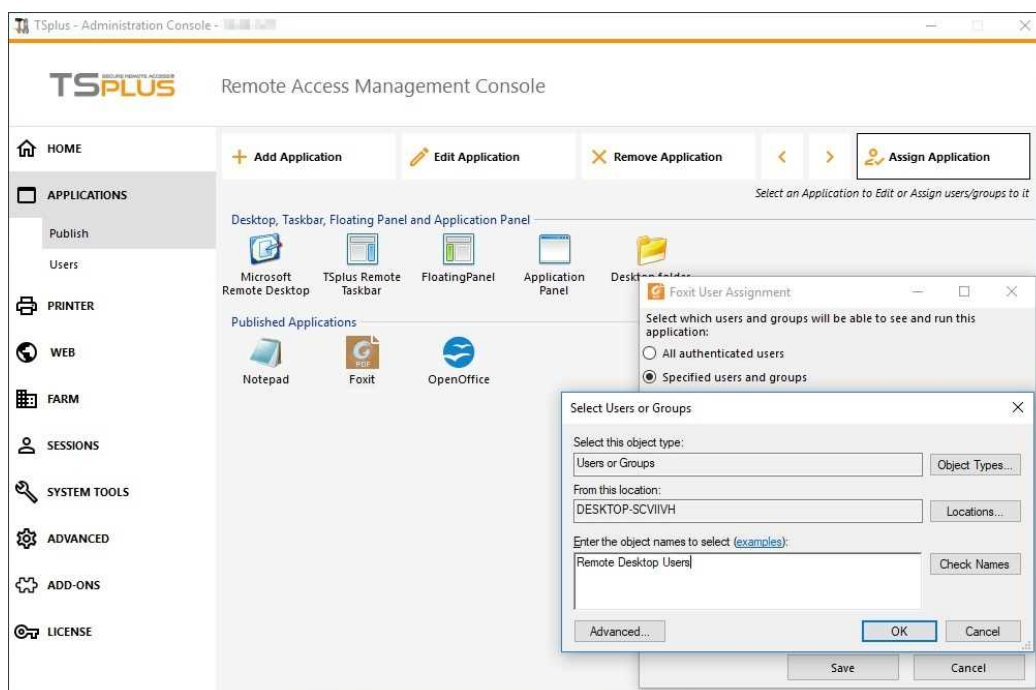 TSplus - Administration Console -
TSPLUS
SECURE REMOTE ACCESS
Remote Access Management Console
HOME
APPLICATIONS
Publish
Users
PRINTER
WEB
FARM
SESSIONS
SYSTEM TOOLS
ADVANCED
ADD-ONS
LICENSE
Add Application
Edit Application
Remove Application
Assign Application
Select an Application to Edit or Assign users/groups to it
Desktop, Taskbar, Floating Panel and Application Panel
Microsoft
Remote Desktop
TSplus Remote
Taskbar
FloatingPanel
Application
Panel
Desktop folder
Published Applications
Notepad
PDF
Foxit
OpenOffice
Foxit User Assignment
Select which users and groups will be able to see and run this
application:
All authenticated users
Specified users and groups
Select Users or Groups
Select this object type:
Users or Groups
Object Types...
From this location:
DESKTOP-SCVIIVH
Locations...
Enter the object names to select (examples):
Remote Desktop Users
Check Names
Advanced...
OK
Cancel
Save
Cancel